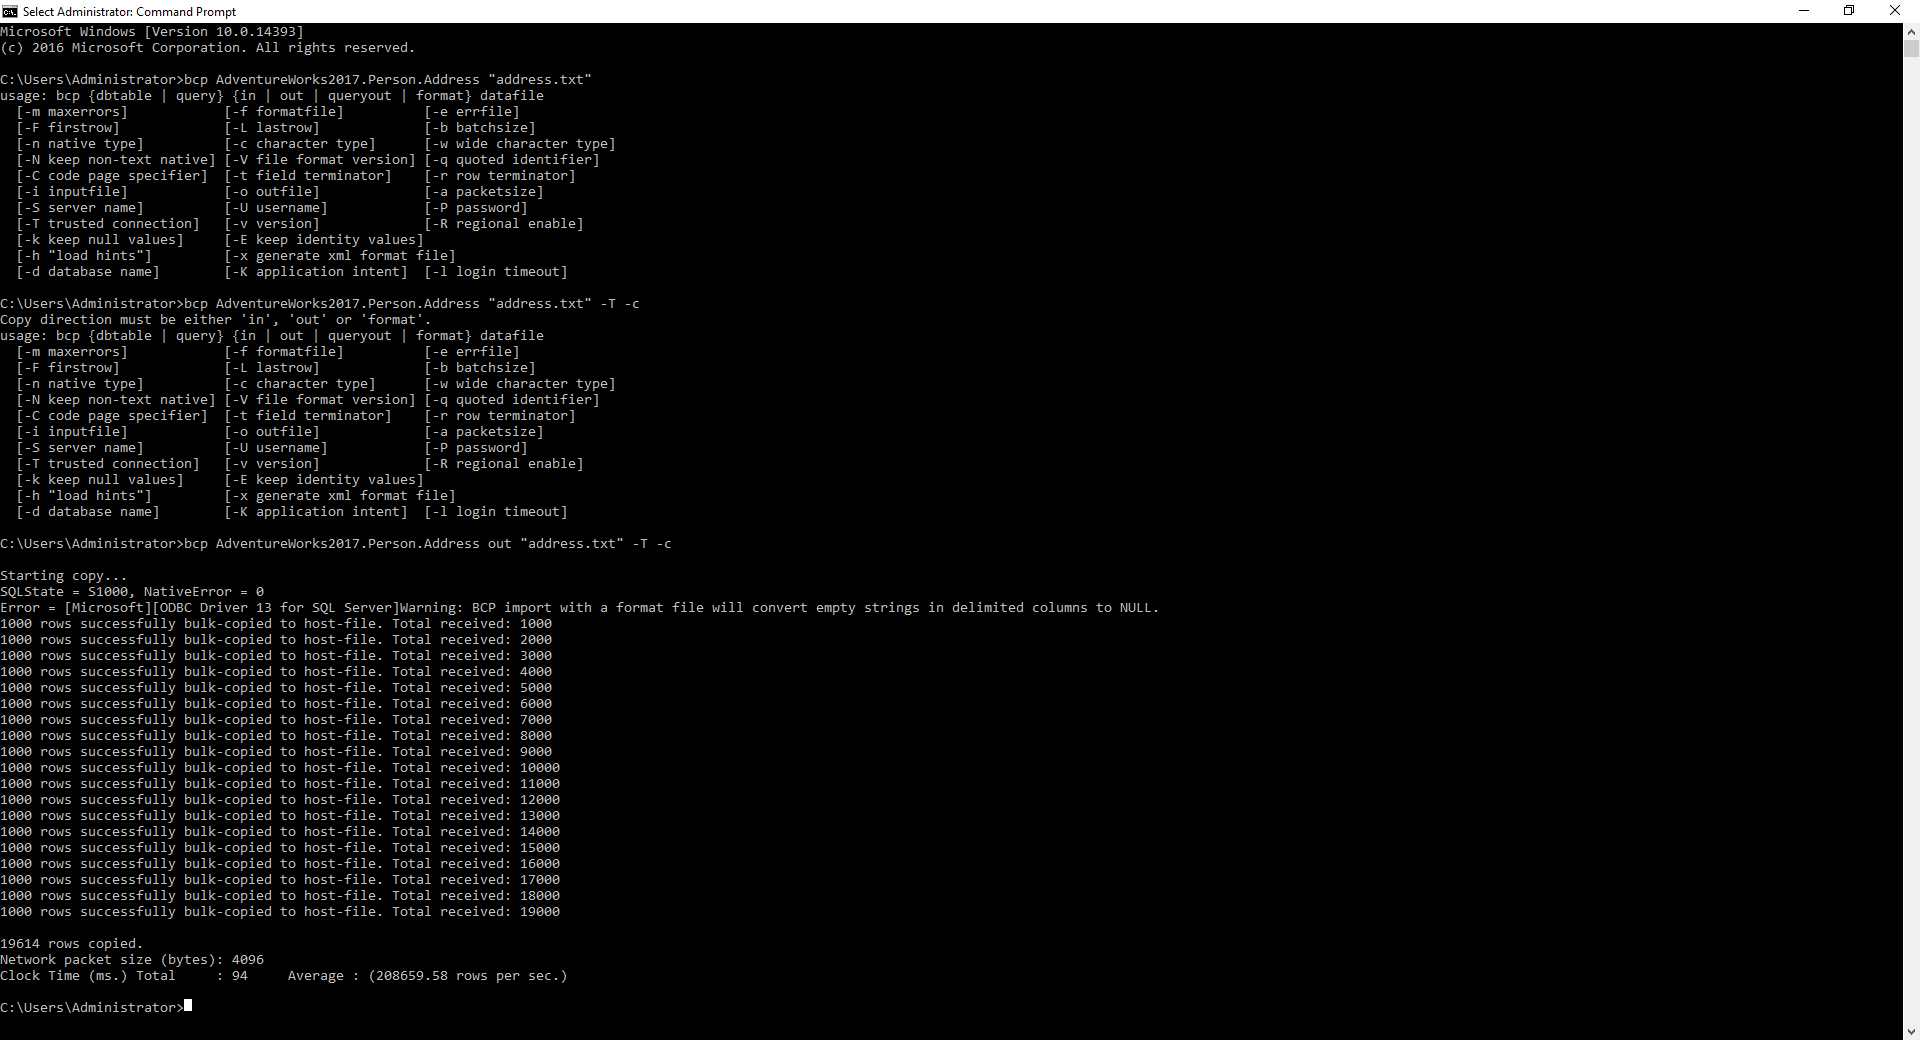 Select Administrator: Command Prompt
Microsoft Windows [Version 10.0.14393]
(c) 2016 Microsoft Corporation. All rights reserved.
C:\Users\Administrator>bcp AdventureWorks2017.Person.Address "address.txt"
usage: bcp {dbtable | query} {in | out | queryout | format} datafile
  [-m maxerrors]            [-f formatfile]          [-e errfile]
  [-F firstrow]             [-L lastrow]             [-b batchsize]
  [-n native type]          [-c character type]      [-w wide character type]
  [-N keep non-text native] [-V file format version] [-q quoted identifier]
  [-C code page specifier]  [-t field terminator]    [-r row terminator]
  [-i inputfile]            [-o outfile]             [-a packetsize]
  [-S server name]          [-U username]            [-P password]
  [-T trusted connection]   [-v version]             [-R regional enable]
  [-k keep null values]     [-E keep identity values]
  [-h "load hints"]         [-x generate xml format file]
  [-d database name]        [-K application intent]  [-l login timeout]
C:\Users\Administrator>bcp AdventureWorks2017.Person.Address "address.txt" -T -c
Copy direction must be either 'in', 'out' or 'format'.
usage: bcp {dbtable | query} {in | out | queryout | format} datafile
  [-m maxerrors]            [-f formatfile]          [-e errfile]
  [-F firstrow]             [-L lastrow]             [-b batchsize]
  [-n native type]          [-c character type]      [-w wide character type]
  [-N keep non-text native] [-V file format version] [-q quoted identifier]
  [-C code page specifier]  [-t field terminator]    [-r row terminator]
  [-i inputfile]            [-o outfile]             [-a packetsize]
  [-S server name]          [-U username]            [-P password]
  [-T trusted connection]   [-v version]             [-R regional enable]
  [-k keep null values]     [-E keep identity values]
  [-h "load hints"]         [-x generate xml format file]
  [-d database name]        [-K application intent]  [-l login timeout]
C:\Users\Administrator>bcp AdventureWorks2017.Person.Address out "address.txt" -T -c
Starting copy...
SQLState = S1000, NativeError = 0
Error = [Microsoft][ODBC Driver 13 for SQL Server]Warning: BCP import with a format file will convert empty strings in delimited columns to NULL.
1000 rows successfully bulk-copied to host-file. Total received: 1000
1000 rows successfully bulk-copied to host-file. Total received: 2000
1000 rows successfully bulk-copied to host-file. Total received: 3000
1000 rows successfully bulk-copied to host-file. Total received: 4000
1000 rows successfully bulk-copied to host-file. Total received: 5000
1000 rows successfully bulk-copied to host-file. Total received: 6000
1000 rows successfully bulk-copied to host-file. Total received: 7000
1000 rows successfully bulk-copied to host-file. Total received: 8000
1000 rows successfully bulk-copied to host-file. Total received: 9000
1000 rows successfully bulk-copied to host-file. Total received: 10000
1000 rows successfully bulk-copied to host-file. Total received: 11000
1000 rows successfully bulk-copied to host-file. Total received: 12000
1000 rows successfully bulk-copied to host-file. Total received: 13000
1000 rows successfully bulk-copied to host-file. Total received: 14000
1000 rows successfully bulk-copied to host-file. Total received: 15000
1000 rows successfully bulk-copied to host-file. Total received: 16000
1000 rows successfully bulk-copied to host-file. Total received: 17000
1000 rows successfully bulk-copied to host-file. Total received: 18000
1000 rows successfully bulk-copied to host-file. Total received: 19000
19614 rows copied.
Network packet size (bytes): 4096
Clock Time (ms.) Total     : 94     Average : (208659.58 rows per sec.)
C:\Users\Administrator>